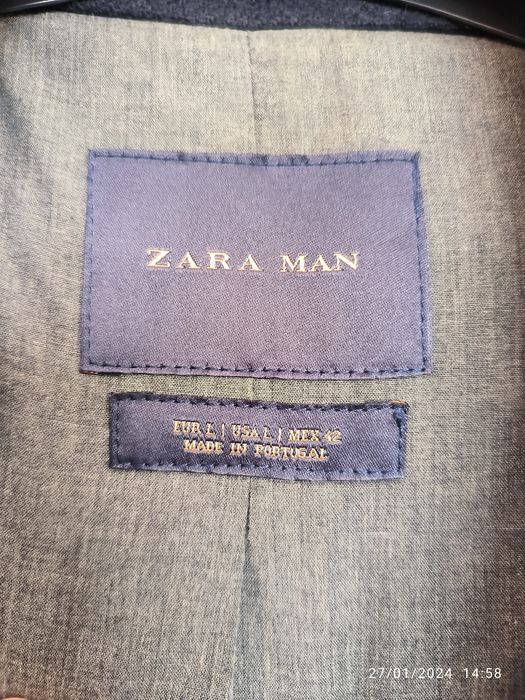 ZARA MAN
EUR L | USA L | MEX 42
MADE IN PORTUGAL
27/01/2024 14:58